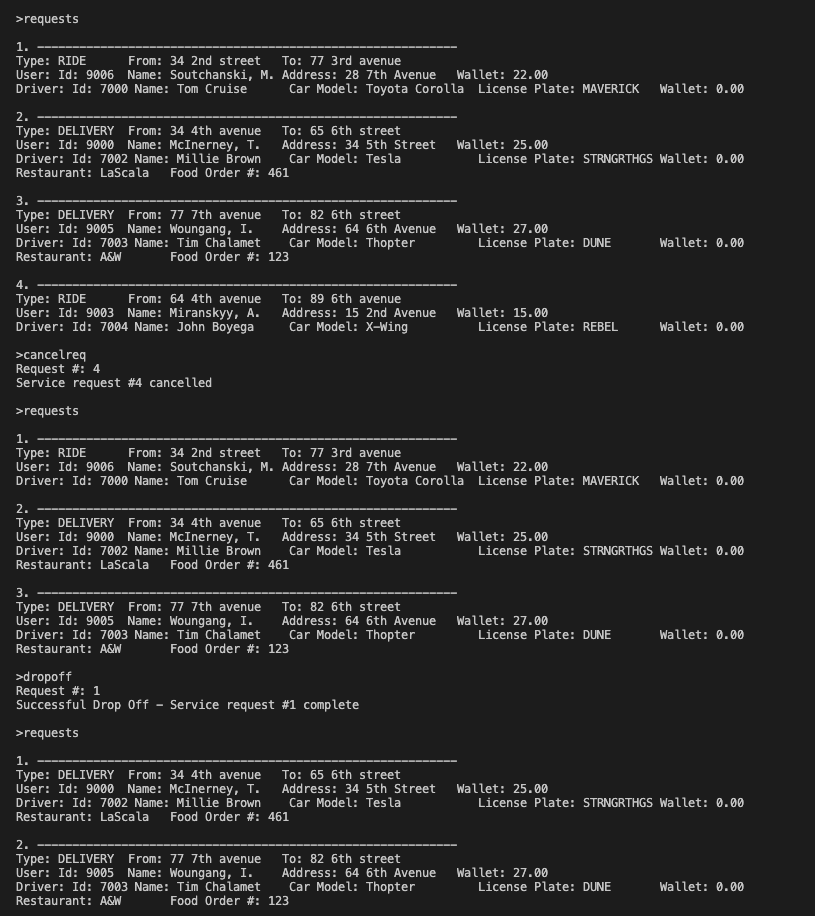 >requests
1. ------------------------------------------------------------
Type: RIDE      From: 34 2nd street   To: 77 3rd avenue
User: Id: 9006  Name: Soutchanski, M. Address: 28 7th Avenue   Wallet: 22.00
Driver: Id: 7000 Name: Tom Cruise      Car Model: Toyota Corolla  License Plate: MAVERICK   Wallet: 0.00
2. ------------------------------------------------------------
Type: DELIVERY  From: 34 4th avenue   To: 65 6th street
User: Id: 9000  Name: McInerney, T.   Address: 34 5th Street   Wallet: 25.00
Driver: Id: 7002 Name: Millie Brown    Car Model: Tesla           License Plate: STRNGRTHGS Wallet: 0.00
Restaurant: LaScala   Food Order #: 461
3. ------------------------------------------------------------
Type: DELIVERY  From: 77 7th avenue   To: 82 6th street
User: Id: 9005  Name: Woungang, I.    Address: 64 6th Avenue   Wallet: 27.00
Driver: Id: 7003 Name: Tim Chalamet    Car Model: Thopter         License Plate: DUNE       Wallet: 0.00
Restaurant: A&W       Food Order #: 123
4. ------------------------------------------------------------
Type: RIDE      From: 64 4th avenue   To: 89 6th avenue
User: Id: 9003  Name: Miranskyy, A.   Address: 15 2nd Avenue   Wallet: 15.00
Driver: Id: 7004 Name: John Boyega     Car Model: X-Wing          License Plate: REBEL      Wallet: 0.00
>cancelreq
Request #: 4
Service request #4 cancelled
>requests
1. ------------------------------------------------------------
Type: RIDE      From: 34 2nd street   To: 77 3rd avenue
User: Id: 9006  Name: Soutchanski, M. Address: 28 7th Avenue   Wallet: 22.00
Driver: Id: 7000 Name: Tom Cruise      Car Model: Toyota Corolla  License Plate: MAVERICK   Wallet: 0.00
2. ------------------------------------------------------------
Type: DELIVERY  From: 34 4th avenue   To: 65 6th street
User: Id: 9000  Name: McInerney, T.   Address: 34 5th Street   Wallet: 25.00
Driver: Id: 7002 Name: Millie Brown    Car Model: Tesla           License Plate: STRNGRTHGS Wallet: 0.00
Restaurant: LaScala   Food Order #: 461
3. ------------------------------------------------------------
Type: DELIVERY  From: 77 7th avenue   To: 82 6th street
User: Id: 9005  Name: Woungang, I.    Address: 64 6th Avenue   Wallet: 27.00
Driver: Id: 7003 Name: Tim Chalamet    Car Model: Thopter         License Plate: DUNE       Wallet: 0.00
Restaurant: A&W       Food Order #: 123
>dropoff
Request #: 1
Successful Drop Off - Service request #1 complete
>requests
1. ------------------------------------------------------------
Type: DELIVERY  From: 34 4th avenue   To: 65 6th street
User: Id: 9000  Name: McInerney, T.   Address: 34 5th Street   Wallet: 25.00
Driver: Id: 7002 Name: Millie Brown    Car Model: Tesla           License Plate: STRNGRTHGS Wallet: 0.00
Restaurant: LaScala   Food Order #: 461
2. ------------------------------------------------------------
Type: DELIVERY  From: 77 7th avenue   To: 82 6th street
User: Id: 9005  Name: Woungang, I.    Address: 64 6th Avenue   Wallet: 27.00
Driver: Id: 7003 Name: Tim Chalamet    Car Model: Thopter         License Plate: DUNE       Wallet: 0.00
Restaurant: A&W       Food Order #: 123